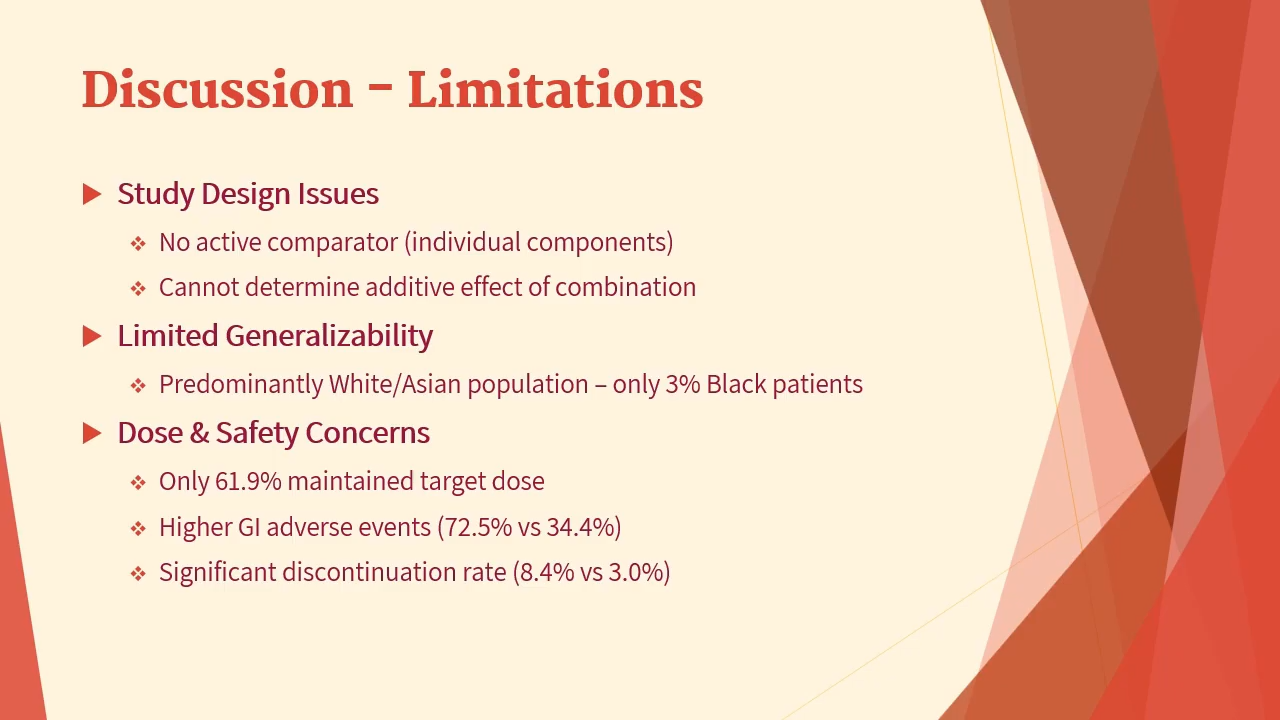 Discussion – Limitations
Study Design Issues
No active comparator (individual components)
Cannot determine additive effect of combination
Limited Generalizability
Predominantly White/Asian population – only 3% Black patients
Dose & Safety Concerns
Only 61.9% maintained target dose
Higher GI adverse events (72.5% vs 34.4%)
Significant discontinuation rate (8.4% vs 3.0%)